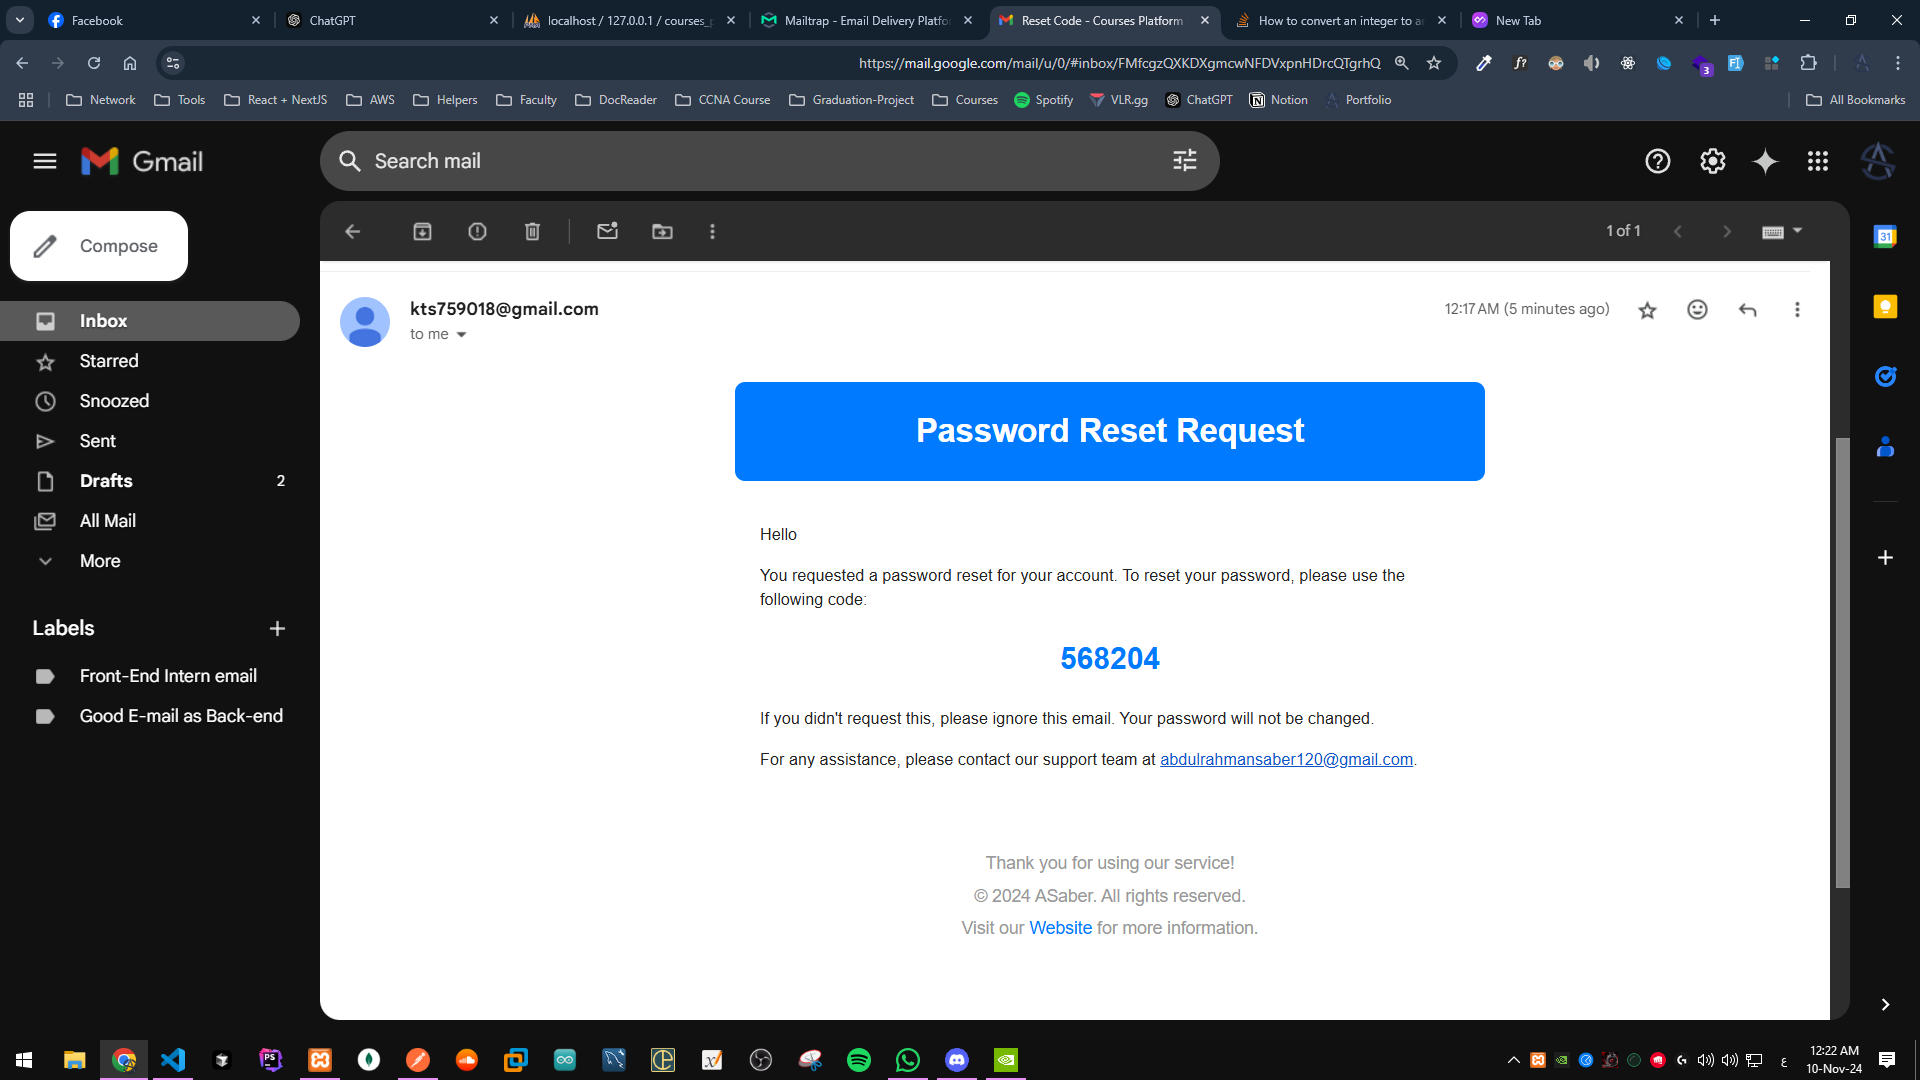 Facebook
ChatGPT
localhost / 127.0.0.1 / courses_p
Mailtrap - Email Delivery Platfo
Reset Code - Courses Platform
How to convert an integer to a
New Tab
https://mail.google.com/mail/u/0/#inbox/FMfcgzQXKDXgmcwNFDVxpnHDrcQTgrhQ
f?
3
Network
Tools
React + NextJS
AWS
Helpers
Faculty
DocReader
CCNA Course
Graduation-Project
Courses
Spotify
VLR.gg
ChatGPT
Notion
Portfolio
All Bookmarks
Gmail
Search mail
Compose
1 of 1
31
Inbox
Starred
Snoozed
Sent
Drafts 2
All Mail
More
Labels
Front-End Intern email
Good E-mail as Back-end
kts759018@gmail.com
to me
12:17 AM (5 minutes ago)
Password Reset Request
Hello
You requested a password reset for your account. To reset your password, please use the
following code:
568204
If you didn't request this, please ignore this email. Your password will not be changed.
For any assistance, please contact our support team at abdulrahmansaber120@gmail.com.
Thank you for using our service!
© 2024 ASaber. All rights reserved.
Visit our Website for more information.
PS
ع
12:22 AM
10-Nov-24